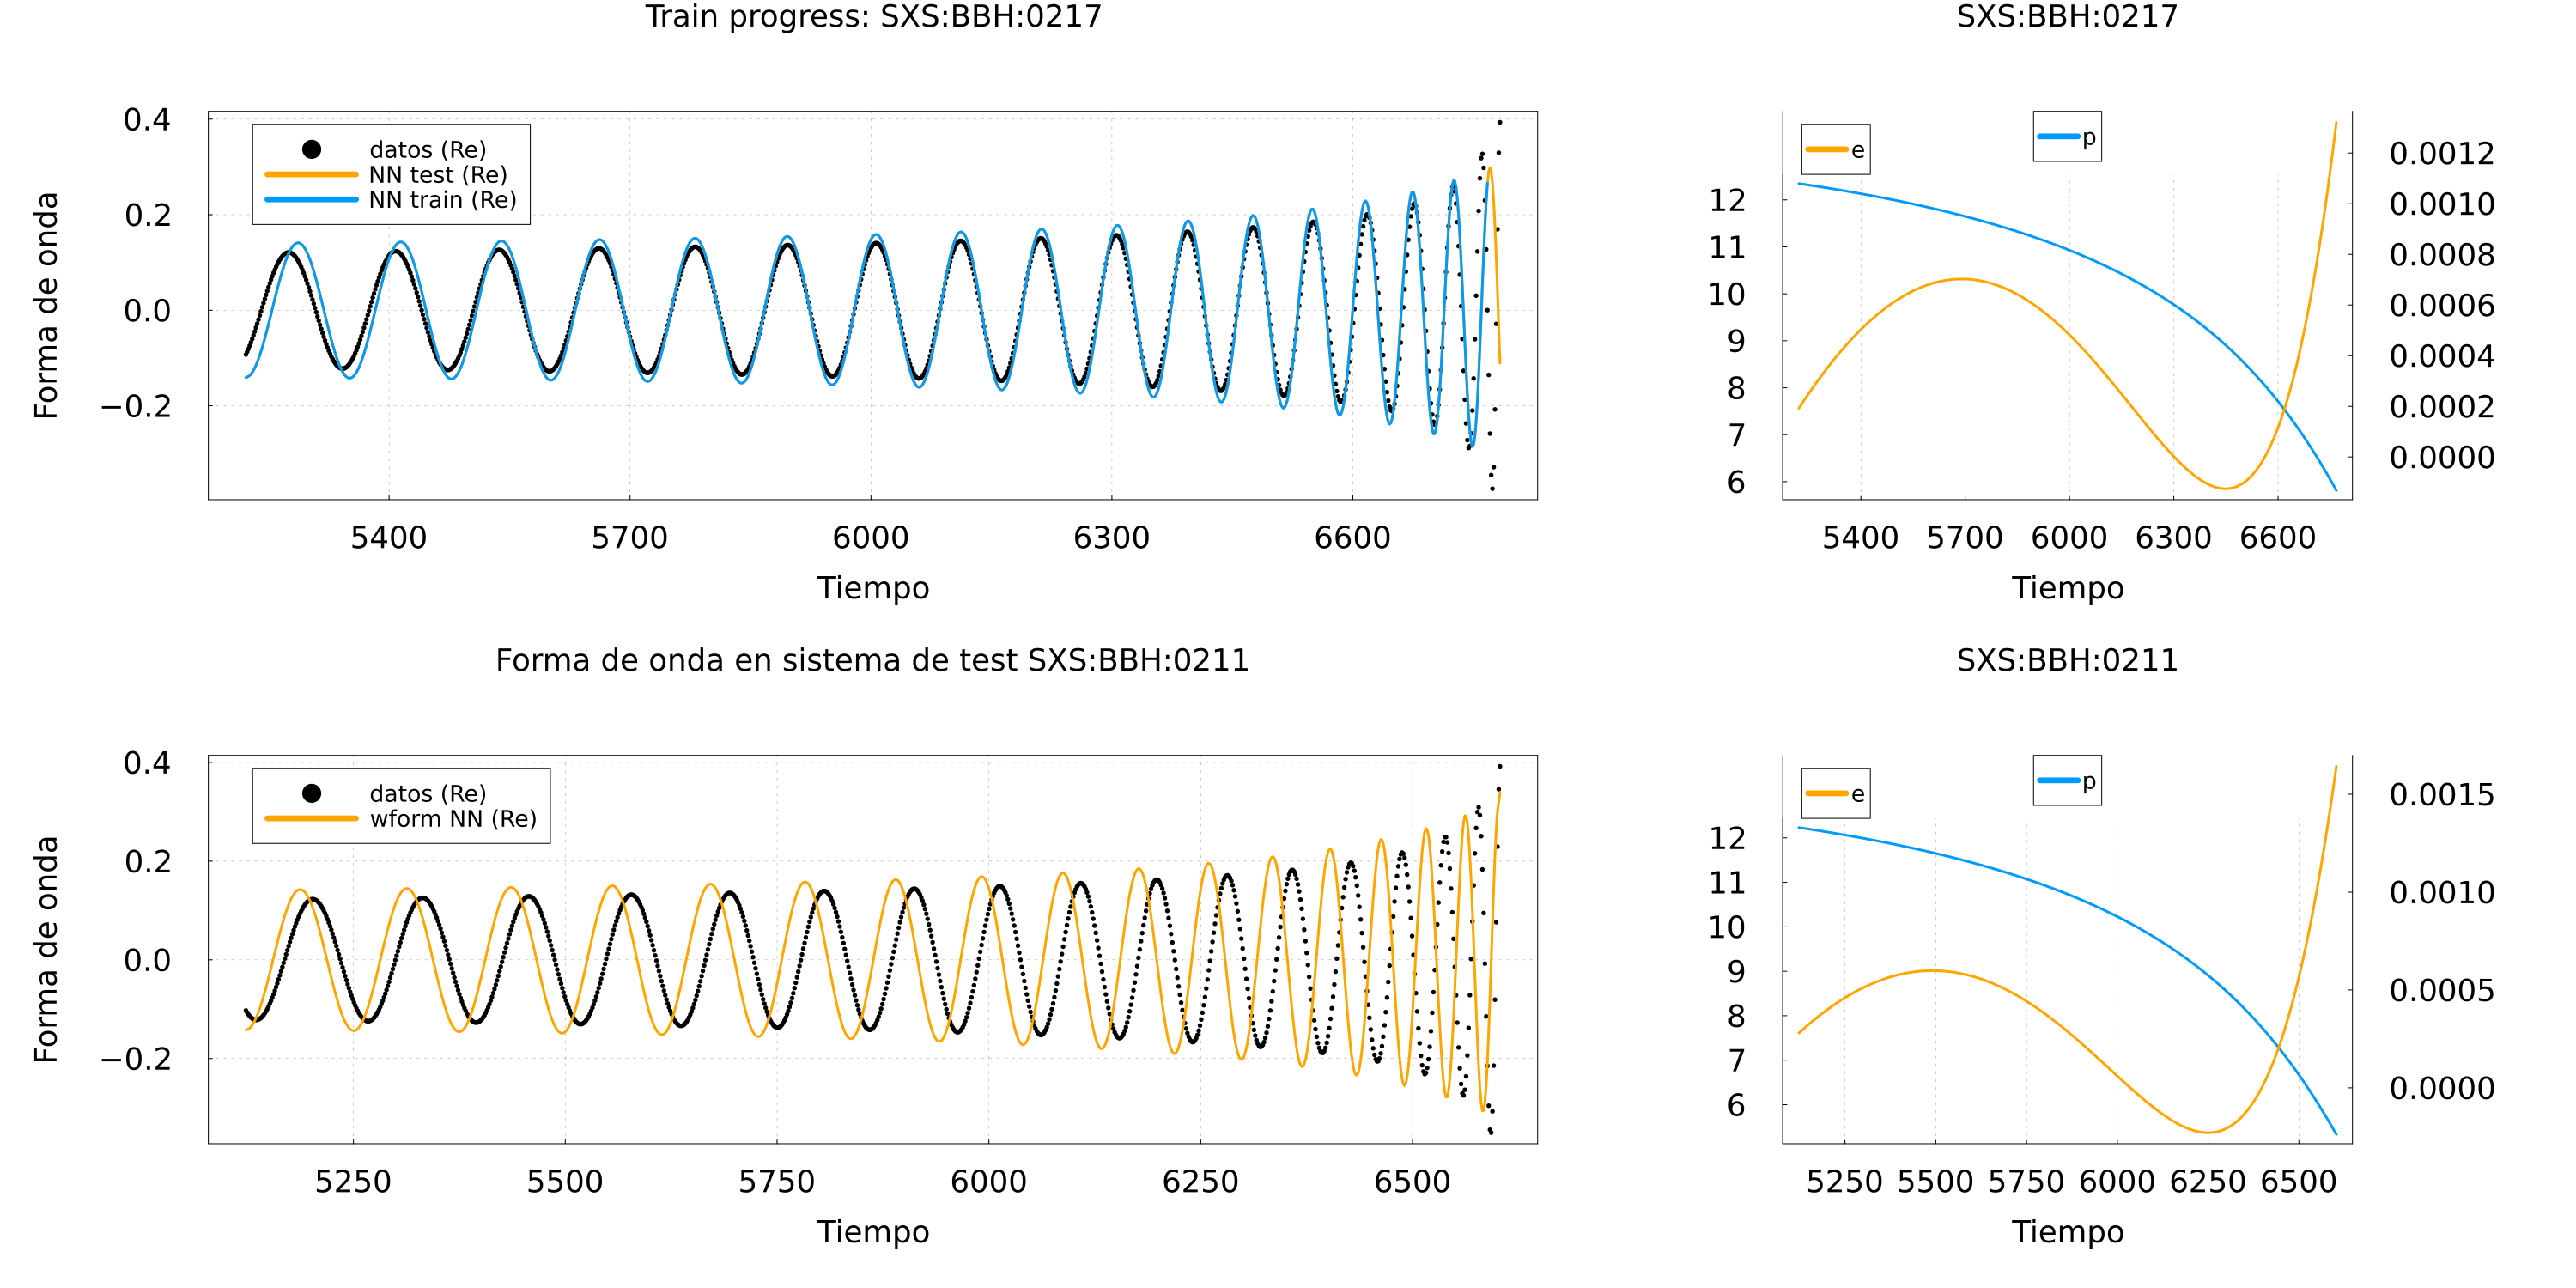 Train progress: SXS:BBH:0217
0.4
0.2
0.0
−0.2
Forma de onda
datos (Re)
NN test (Re)
NN train (Re)
5400 5700 6000 6300 6600
Tiempo
SXS:BBH:0217
e
p
12
11
10
9
8
7
6
0.0012
0.0010
0.0008
0.0006
0.0004
0.0002
0.0000
5400 5700 6000 6300 6600
Tiempo
Forma de onda en sistema de test SXS:BBH:0211
0.4
0.2
0.0
−0.2
Forma de onda
datos (Re)
wform NN (Re)
5250 5500 5750 6000 6250 6500
Tiempo
SXS:BBH:0211
e
p
12
11
10
9
8
7
6
0.0015
0.0010
0.0005
0.0000
5250 5500 5750 6000 6250 6500
Tiempo